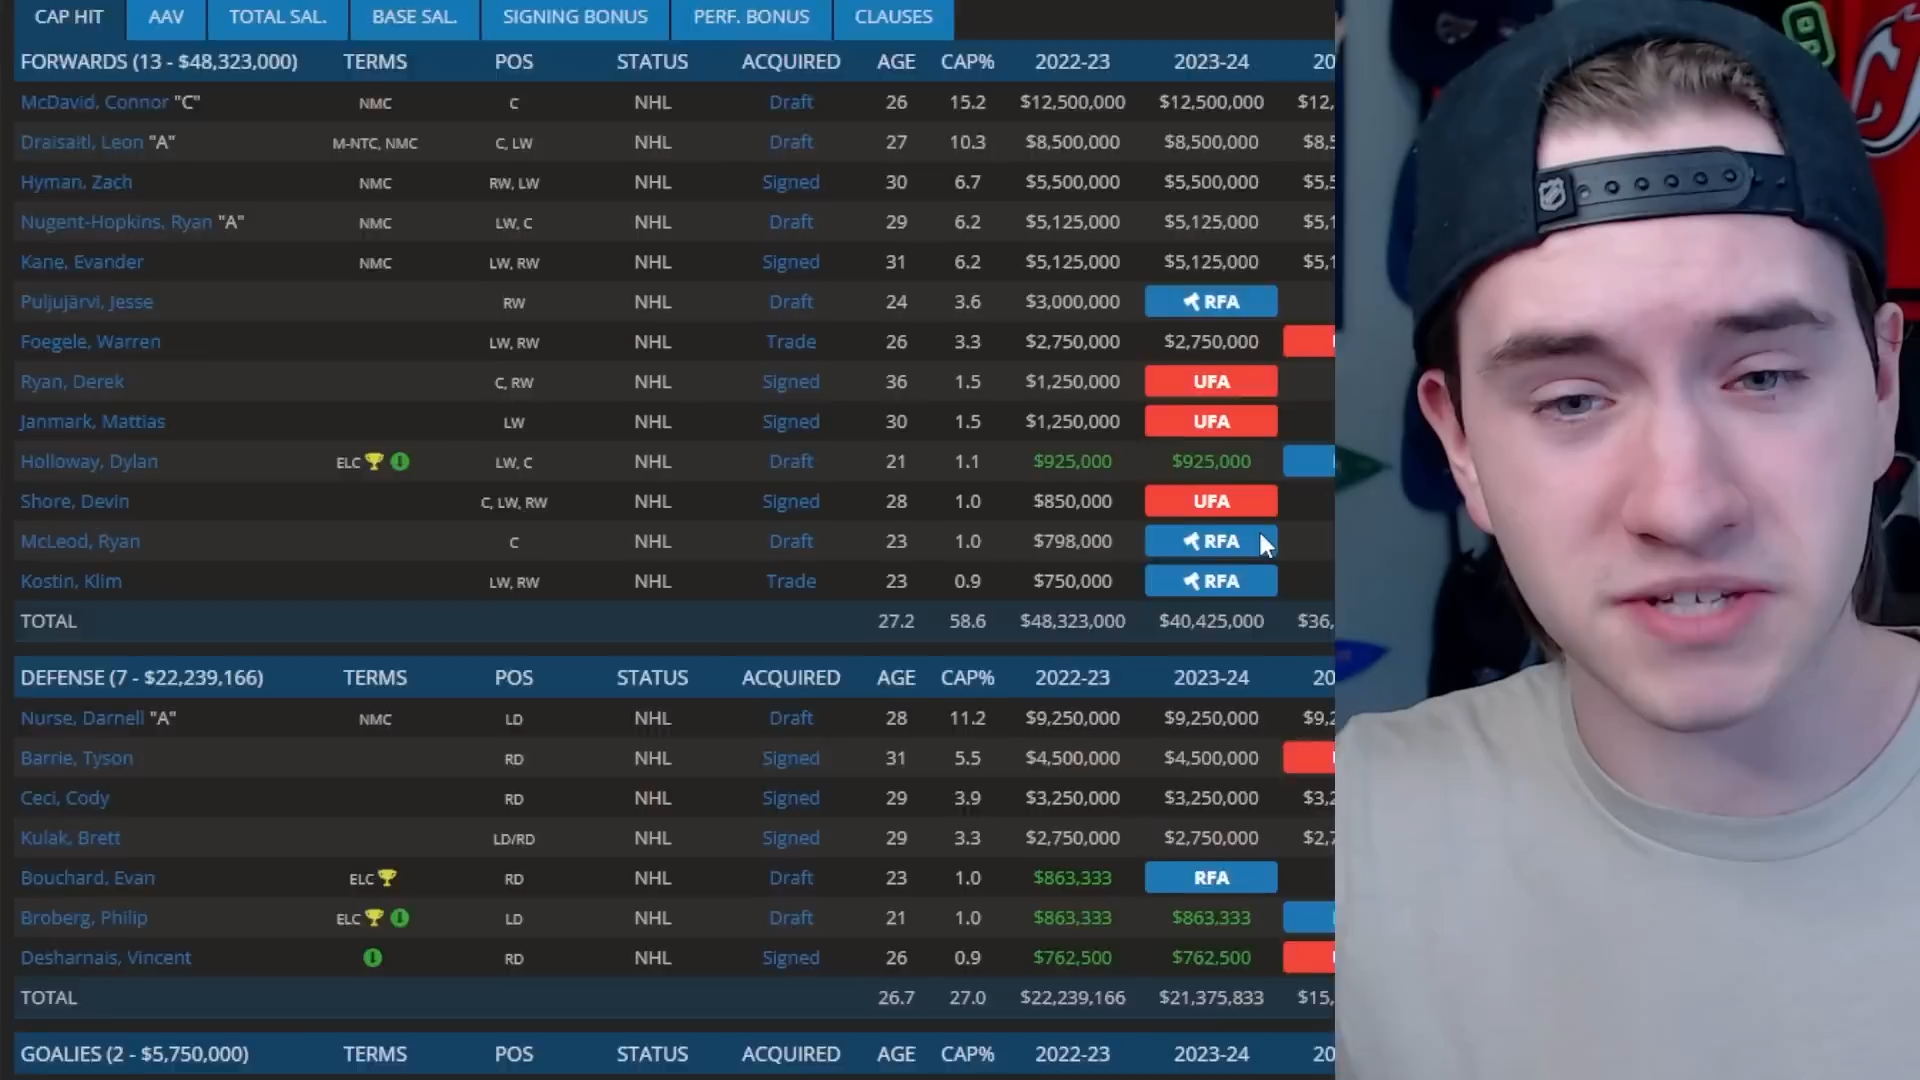 CAP HIT AAV TOTAL SAL. BASE SAL. SIGNING BONUS PERF. BONUS CLAUSES
FORWARDS (13 - $48,323,000) TERMS POS STATUS ACQUIRED AGE CAP% 2022-23 2023-24 20
McDavid, Connor "C" NMC C NHL Draft 26 15.2 $12,500,000 $12,500,000 $12,
Draisaitl, Leon "A" M-NTC, NMC C, LW NHL Draft 27 10.3 $8,500,000 $8,500,000 $8,5
Hyman, Zach NMC RW, LW NHL Signed 30 6.7 $5,500,000 $5,500,000 $5,5
Nugent-Hopkins, Ryan "A" NMC LW, C NHL Draft 29 6.2 $5,125,000 $5,125,000 $5,1
Kane, Evander NMC LW, RW NHL Signed 31 6.2 $5,125,000 $5,125,000 $5,1
Puljujärvi, Jesse RW NHL Draft 24 3.6 $3,000,000 RFA
Foegele, Warren LW, RW NHL Trade 26 3.3 $2,750,000 $2,750,000
Ryan, Derek C, RW NHL Signed 36 1.5 $1,250,000 UFA
Janmark, Mattias LW NHL Signed 30 1.5 $1,250,000 UFA
Holloway, Dylan ELC LW, C NHL Draft 21 1.1 $925,000 $925,000
Shore, Devin C, LW, RW NHL Signed 28 1.0 $850,000 UFA
McLeod, Ryan C NHL Draft 23 1.0 $798,000 RFA
Kostin, Klim LW, RW NHL Trade 23 0.9 $750,000 RFA
TOTAL 27.2 58.6 $48,323,000 $40,425,000 $36,
DEFENSE (7 - $22,239,166) TERMS POS STATUS ACQUIRED AGE CAP% 2022-23 2023-24 20
Nurse, Darnell "A" NMC LD NHL Draft 28 11.2 $9,250,000 $9,250,000 $9,2
Barrie, Tyson RD NHL Signed 31 5.5 $4,500,000 $4,500,000
Ceci, Cody RD NHL Signed 29 3.9 $3,250,000 $3,250,000 $3,2
Kulak, Brett LD/RD NHL Signed 29 3.3 $2,750,000 $2,750,000 $2,7
Bouchard, Evan ELC RD NHL Draft 23 1.0 $863,333 RFA
Broberg, Philip ELC LD NHL Draft 21 1.0 $863,333 $863,333
Desharnais, Vincent RD NHL Signed 26 0.9 $762,500 $762,500
TOTAL 26.7 27.0 $22,239,166 $21,375,833 $15,
GOALIES (2 - $5,750,000) TERMS POS STATUS ACQUIRED AGE CAP% 2022-23 2023-24 20